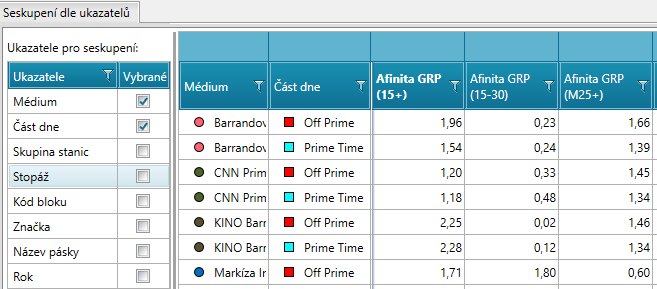 Seskupení dle ukazatelů
Ukazatele pro seskupení:
Ukazatele Vybrané
Médium
Část dne
Skupina stanic
Stopáž
Kód bloku
Značka
Název pásky
Rok
Médium Část dne Afinita GRP (15+) Afinita GRP (15-30) Afinita GRP (M25+)
Barrandov Off Prime 1,96 0,23 1,66
Barrandov Prime Time 1,54 0,24 1,39
CNN Prim Off Prime 1,20 0,33 1,45
CNN Prim Prime Time 1,18 0,48 1,34
KINO Barr Off Prime 2,25 0,02 1,46
KINO Barr Prime Time 2,28 0,12 1,34
Markíza In Off Prime 1,71 1,80 0,60